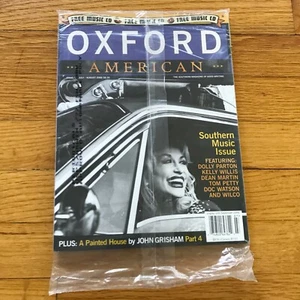 FREE MUSIC CD FREE MUSIC CD FREE MUSIC CD
OXFORD
AMERICAN
Southern
Music
Issue
FEATURING:
DOLLY PARTON
KELLY WILLIS
DEAN MARTIN
TOM PETTY
DOC WATSON
AND WILCO
PLUS: A Painted House by JOHN GRISHAM Part 4